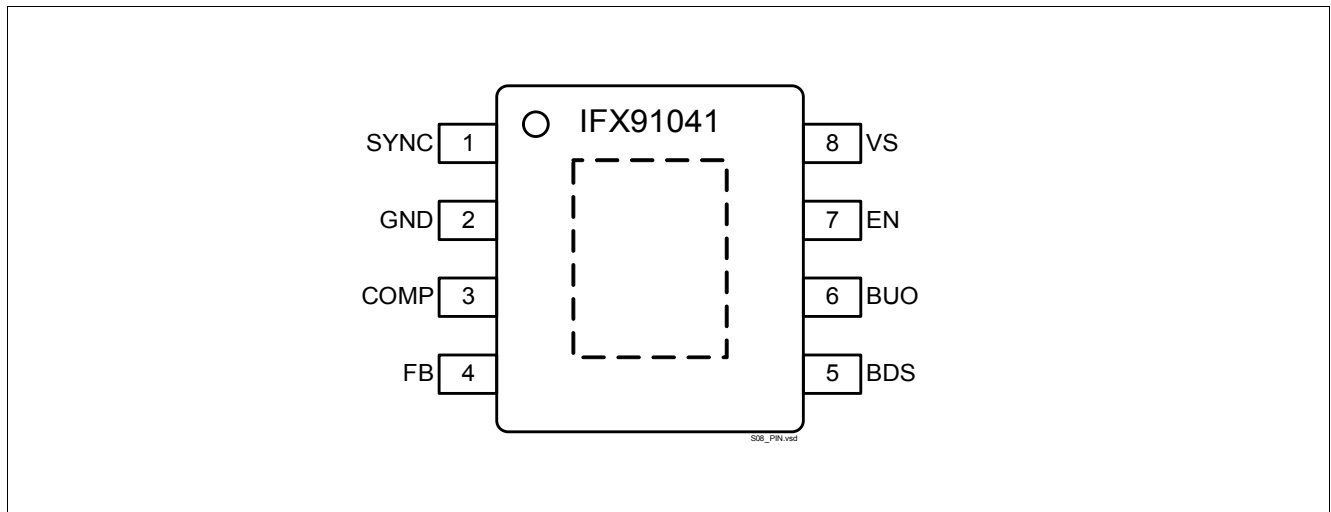 IFX91041
SYNC 1 8 VS
GND 2 7 EN
COMP 3 6 BUO
FB 4 5 BDS
S08_PIN.vsd